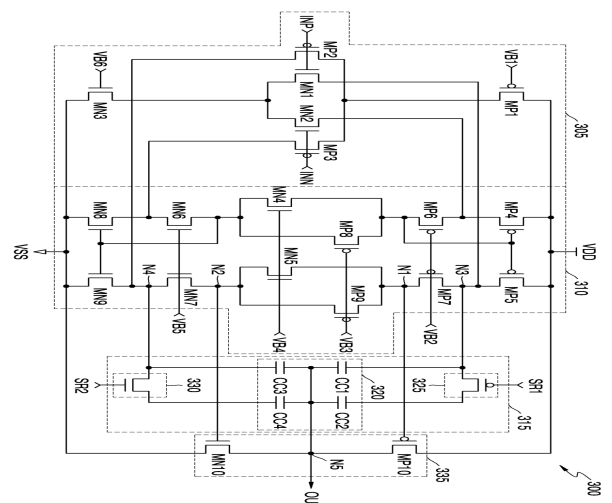 INP
VB6
MP2
VB1
MN1
MN3
MN2
MP1
305
MP3
INN
MN8
MN6
MN4
MP8
MP6
MP4
VSS
MN5
VDD
MN9
N4
MN7
N2
MP9
N1
MP7
N3
MP5
310
VB5
VB4
VB3
VB2
SR2
330
CC3
CC1
320
325
SR1
CC4
CC2
315
MN10
N5
MP10
335
OU
300